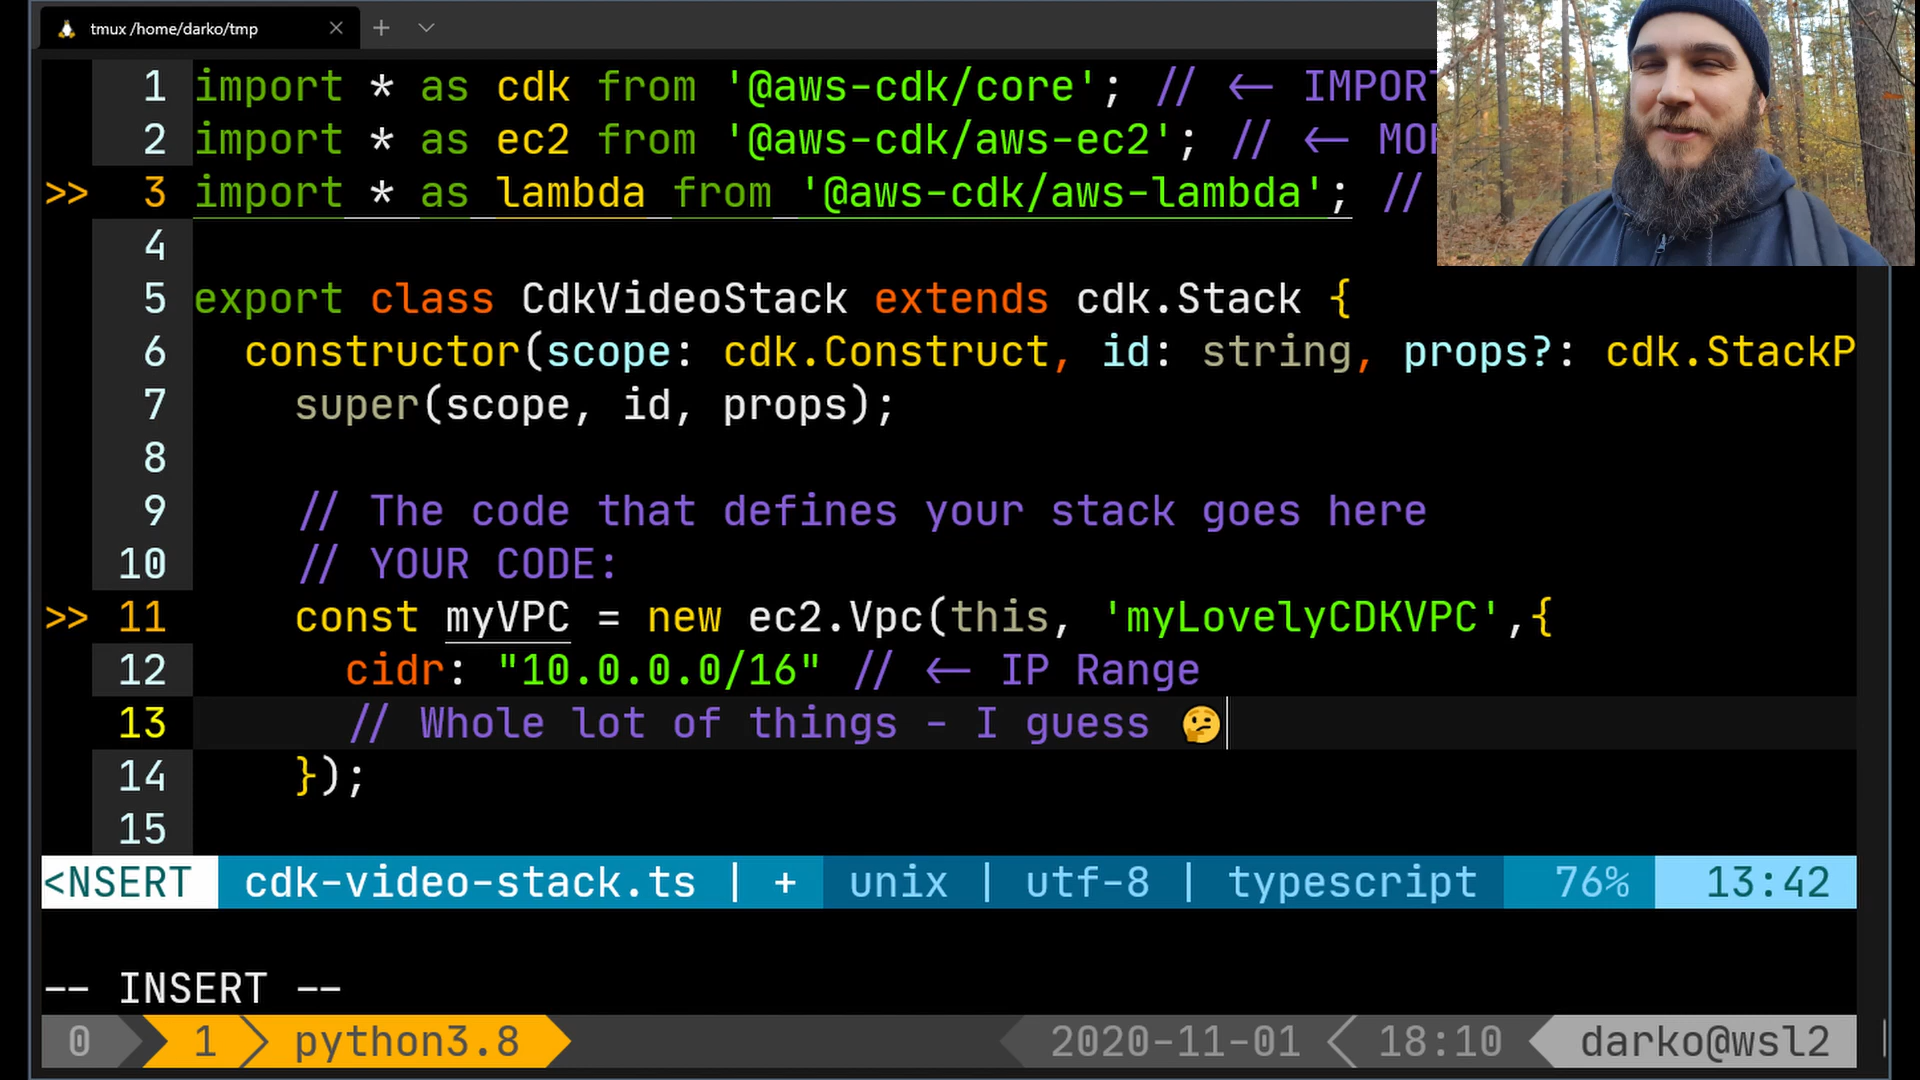 tmux /home/darko/tmp
1 import * as cdk from '@aws-cdk/core'; // <- IMPORT
2 import * as ec2 from '@aws-cdk/aws-ec2'; // <- MOR
>> 3 import * as lambda from '@aws-cdk/aws-lambda'; //
4
5 export class CdkVideoStack extends cdk.Stack {
6 constructor(scope: cdk.Construct, id: string, props?: cdk.StackP
7 super(scope, id, props);
8
9 // The code that defines your stack goes here
10 // YOUR CODE:
>> 11 const myVPC = new ec2.Vpc(this, 'myLovelyCDKVPC',{
12 cidr: "10.0.0.0/16" // <- IP Range
13 // Whole lot of things - I guess 🤔
14 });
15
<NSERT cdk-video-stack.ts | + unix | utf-8 | typescript 76% 13:42
-- INSERT --
0 1 python3.8 2020-11-01 18:10 darko@wsl2